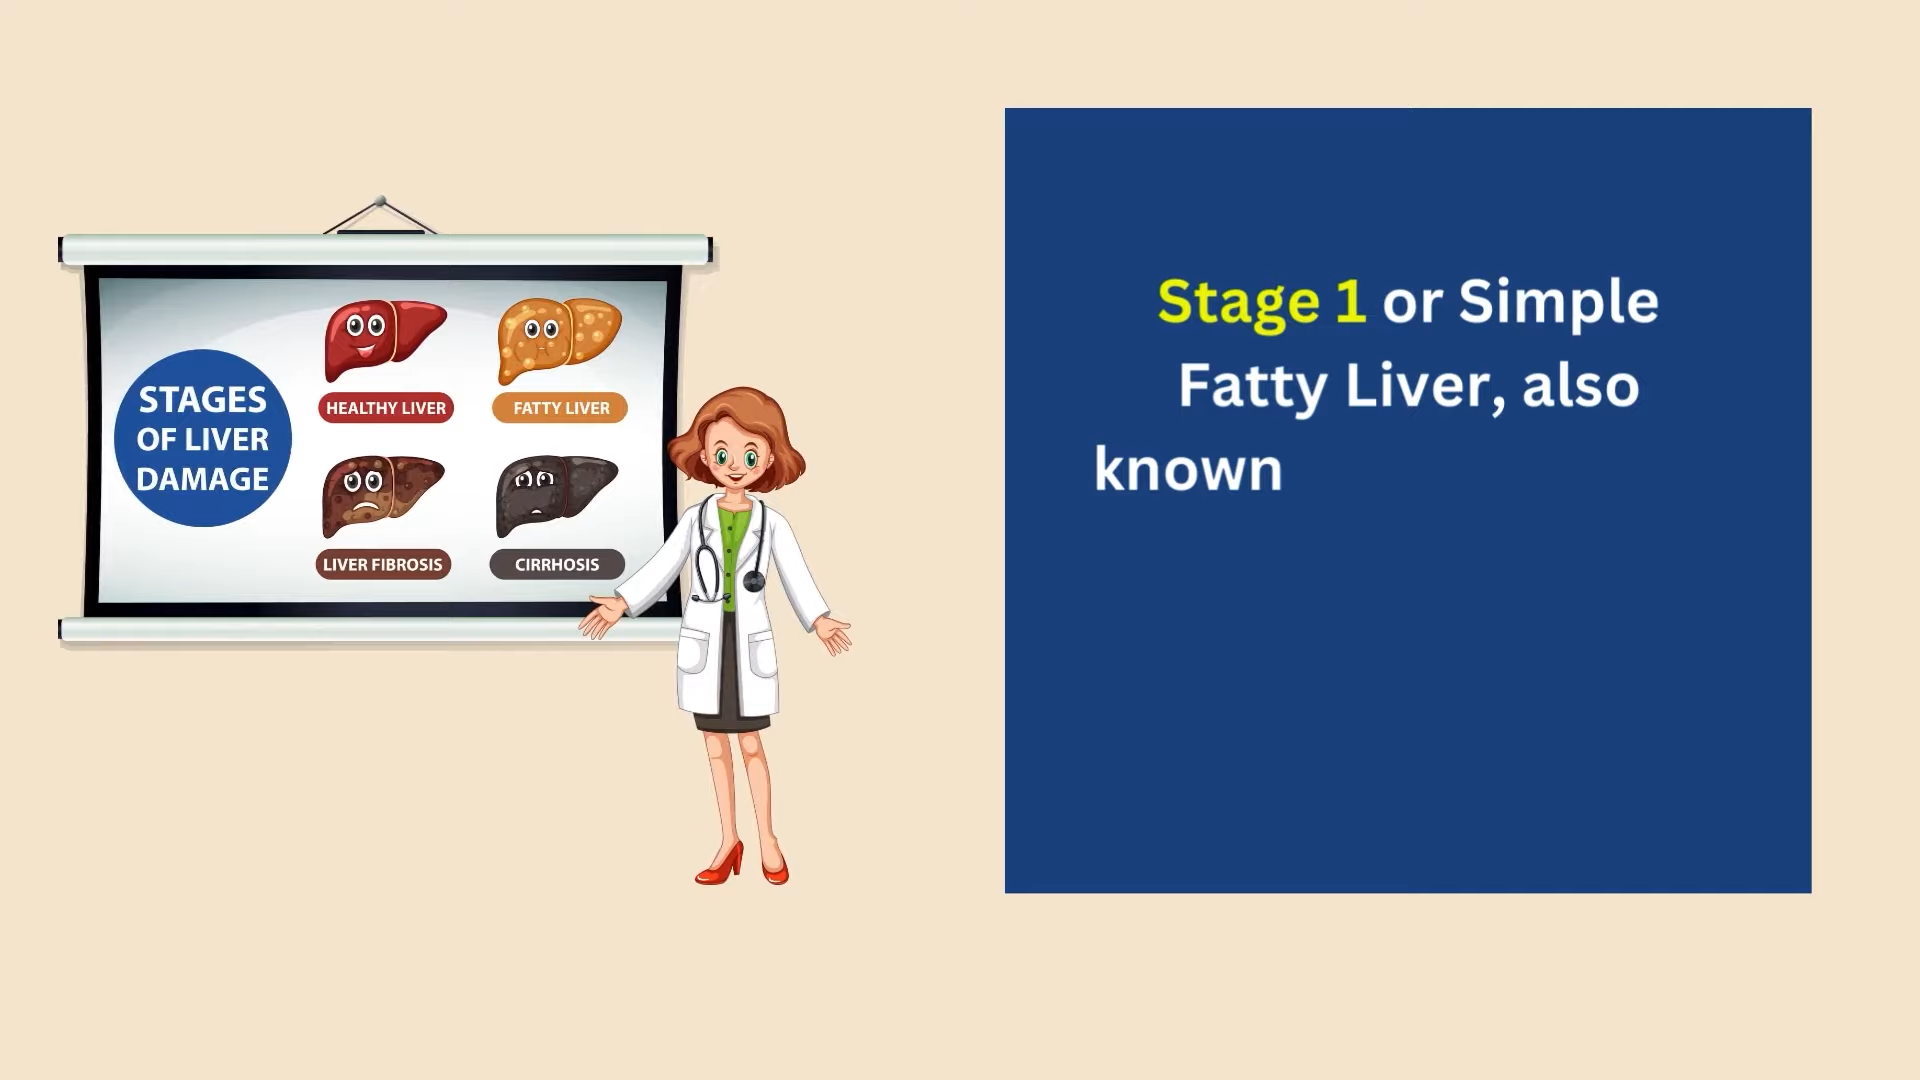 STAGES
OF LIVER
DAMAGE
HEALTHY LIVER
FATTY LIVER
LIVER FIBROSIS
CIRRHOSIS
Stage 1 or Simple
Fatty Liver, also
known